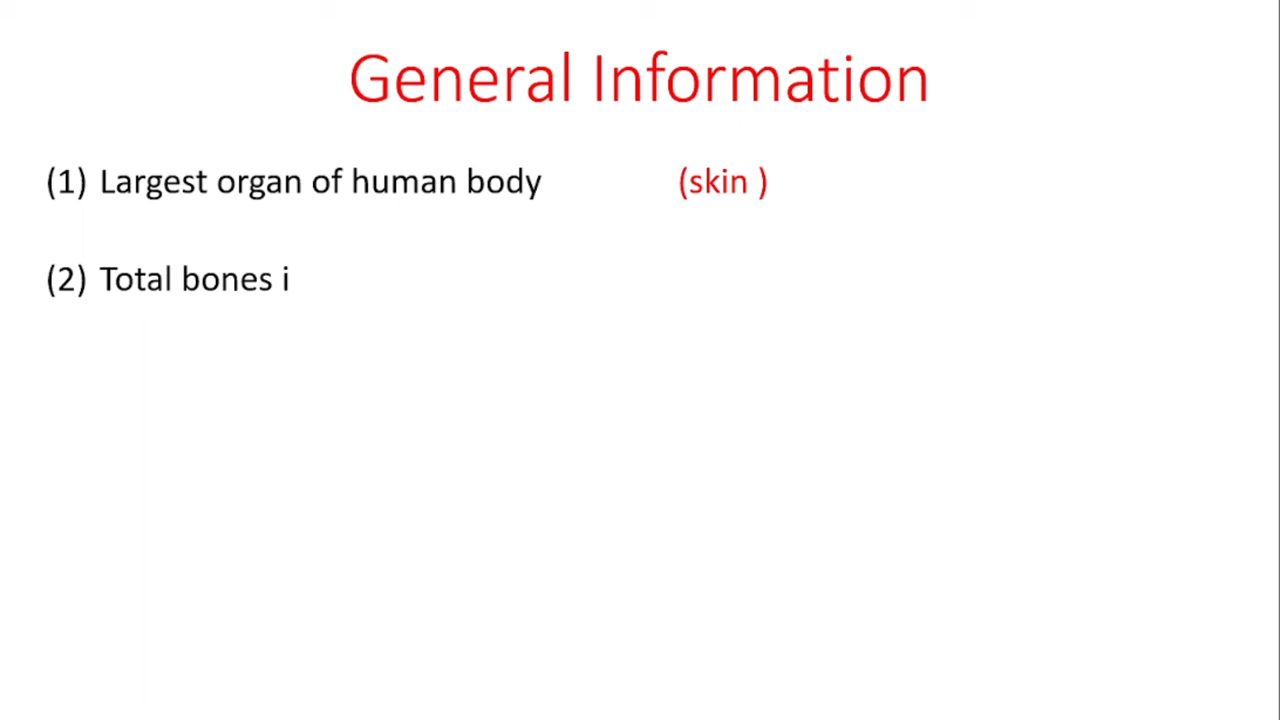 General Information
(1) Largest organ of human body (skin )
(2) Total bones i